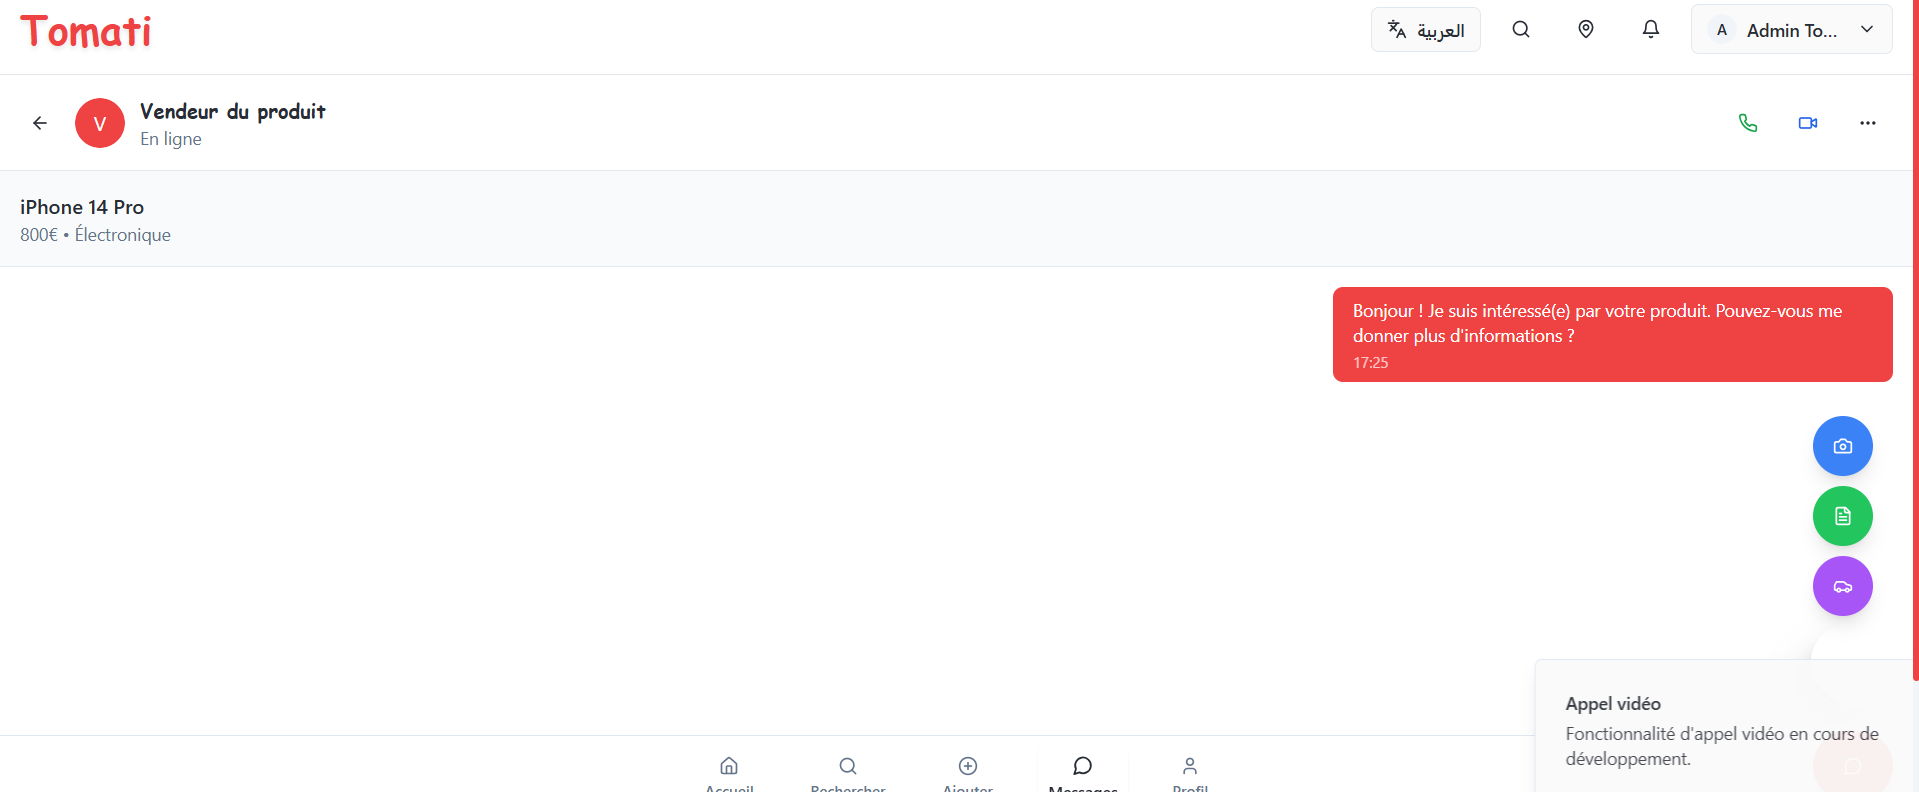 Tomati
العربية
A
Admin To...
V
Vendeur du produit
En ligne
iPhone 14 Pro
800€ • Électronique
Bonjour ! Je suis intéressé(e) par votre produit. Pouvez-vous me
donner plus d'informations ?
17:25
Appel vidéo
Fonctionnalité d'appel vidéo en cours de
développement.
Accueil
Rechercher
Ajouter
Messages
Profil